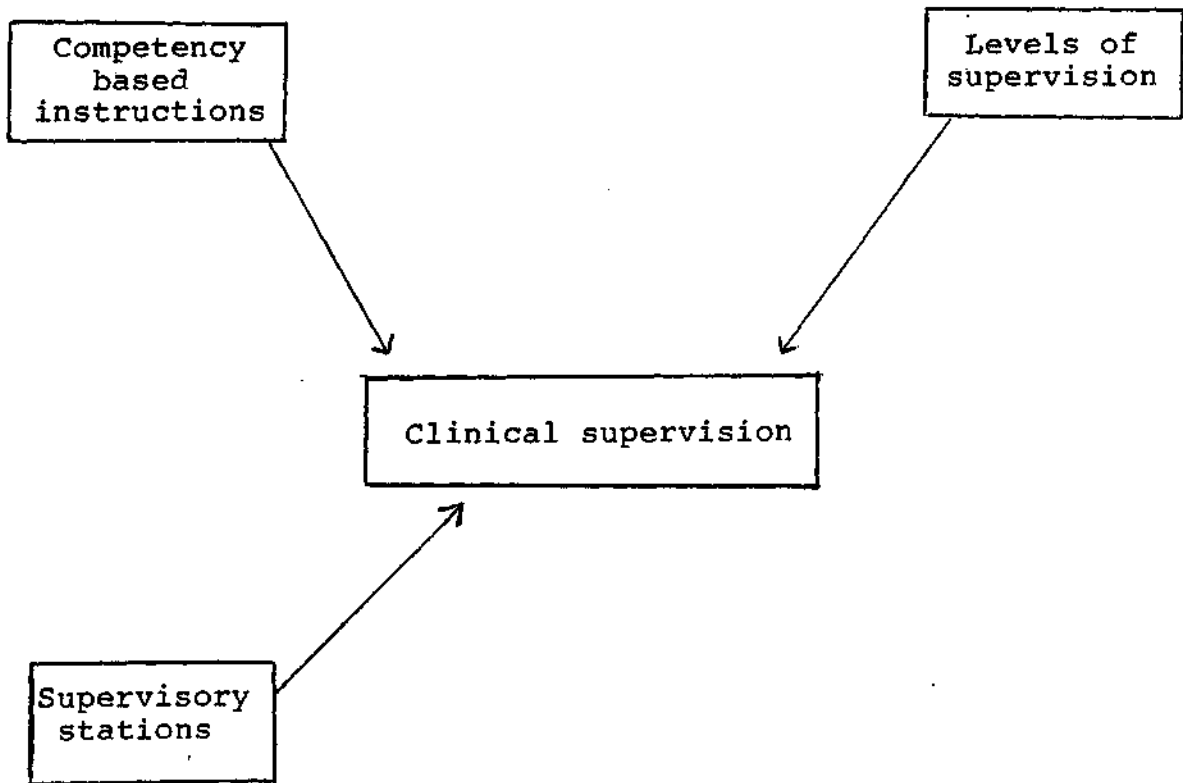 Competency
based
instructions
Levels of
supervision
Clinical supervision
Supervisory
stations